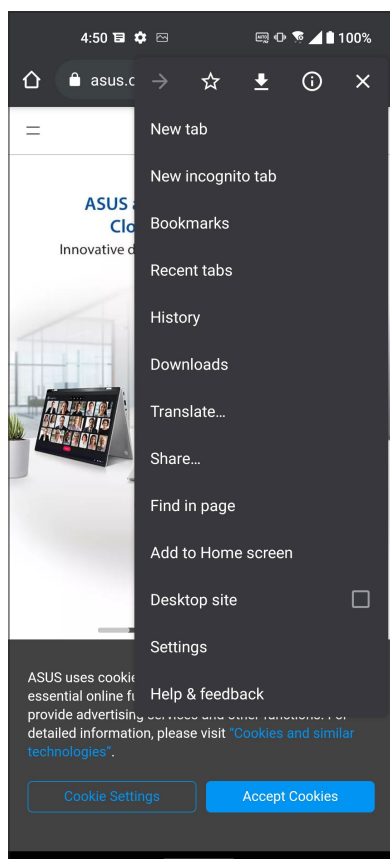 4:50
100%
asus.c
New tab
New incognito tab
ASUS
Clo
Bookmarks
Innovative d
Recent tabs
History
Downloads
Translate...
Share...
Find in page
Add to Home screen
Desktop site
Settings
Help & feedback
ASUS uses cookie
essential online fu
provide advertising services and other functions. For
detailed information, please visit "Cookies and similar
technologies".
Cookie Settings
Accept Cookies